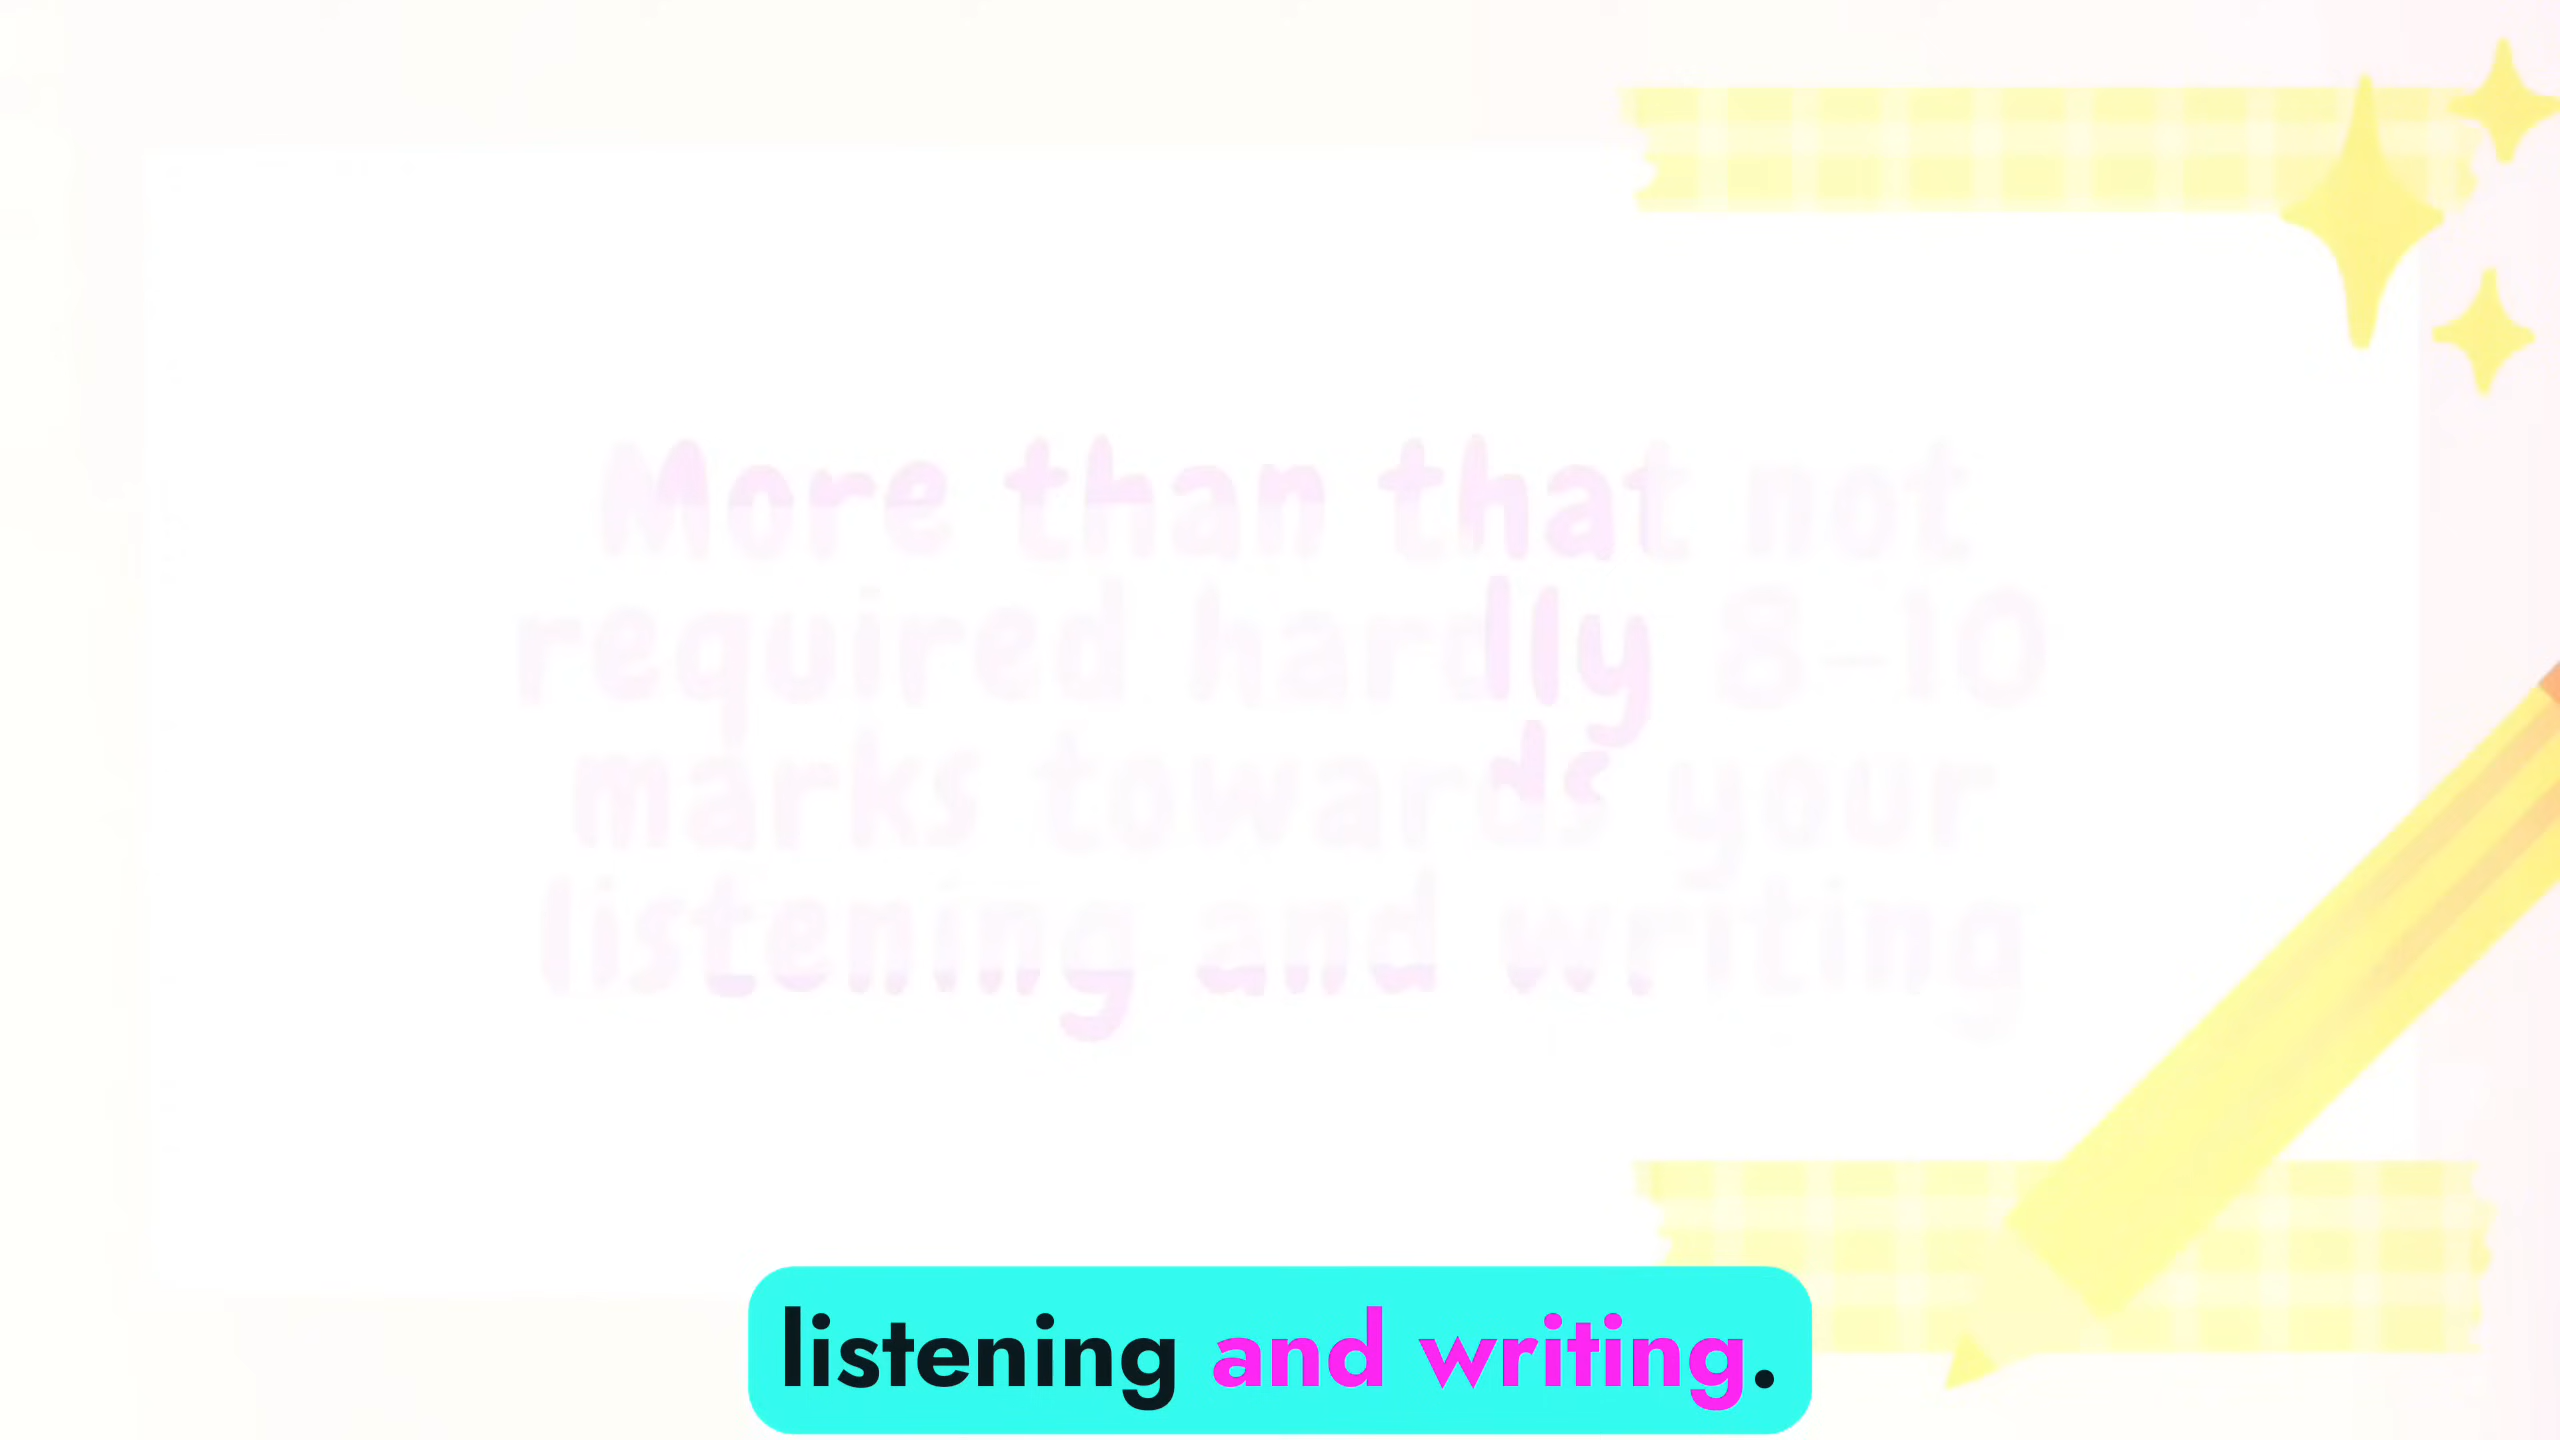 More than that not
required hardly 8-10
marks towards your
listening and writing
listening and writing.